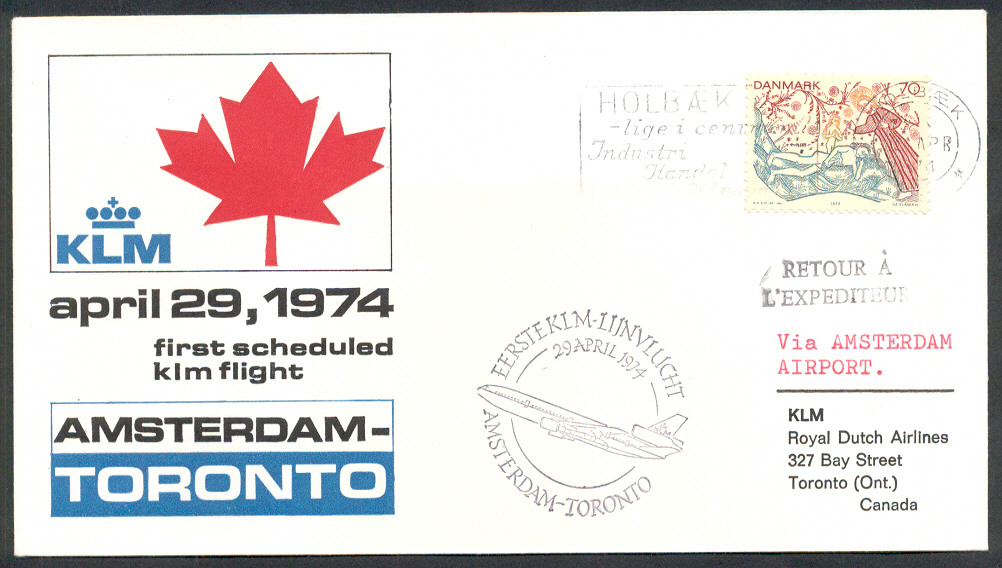 KLM
april 29, 1974
first scheduled
klm flight
AMSTERDAM-
TORONTO
HOLBÆK
-lige i
Industri
Handel
DANMARK 70
BÆK
APR
RETOUR À
L'EXPEDITEUR
Via AMSTERDAM
AIRPORT.
EERSTE KLM-LIJNVLUCHT
29 APRIL 1974
AMSTERDAM-TORONTO
KLM
Royal Dutch Airlines
327 Bay Street
Toronto (Ont.)
Canada